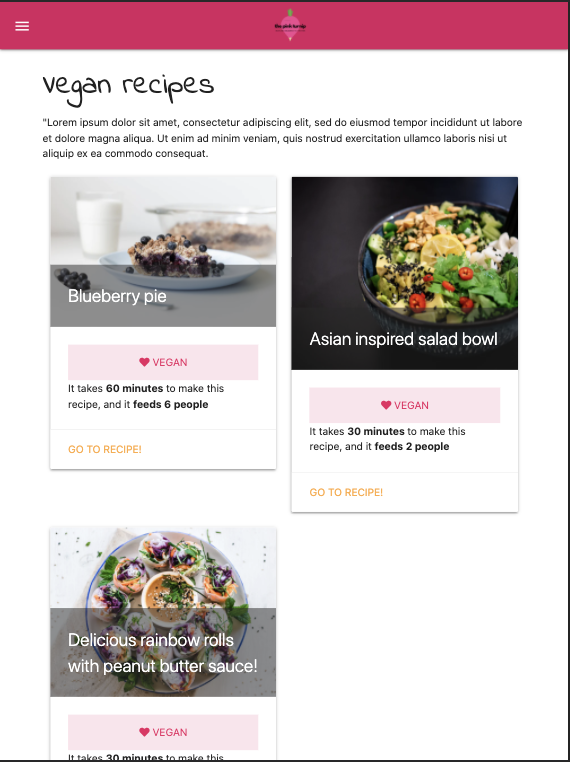 the pink turnip
Vegan recipes
"Lorem ipsum dolor sit amet, consectetur adipiscing elit, sed do eiusmod tempor incididunt ut labore
et dolore magna aliqua. Ut enim ad minim veniam, quis nostrud exercitation ullamco laboris nisi ut
aliquip ex ea commodo consequat.
Blueberry pie
VEGAN
It takes 60 minutes to make this
recipe, and it feeds 6 people
GO TO RECIPE!
Asian inspired salad bowl
VEGAN
It takes 30 minutes to make this
recipe, and it feeds 2 people
GO TO RECIPE!
Delicious rainbow rolls
with peanut butter sauce!
VEGAN
It takes 30 minutes to make this